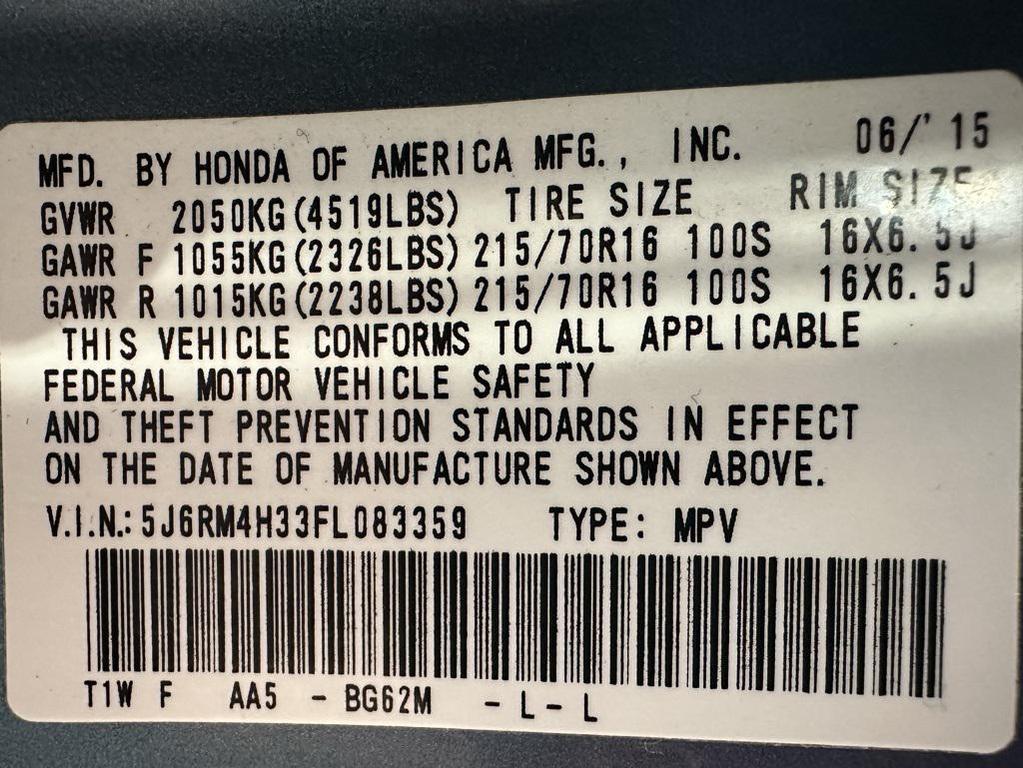 MFD. BY HONDA OF AMERICA MFG., INC. 06/'15
GVWR 2050KG(4519LBS) TIRE SIZE RIM SIZE
GAWR F 1055KG(2326LBS) 215/70R16 100S 16X6.5J
GAWR R 1015KG(2238LBS) 215/70R16 100S 16X6.5J
THIS VEHICLE CONFORMS TO ALL APPLICABLE
FEDERAL MOTOR VEHICLE SAFETY
AND THEFT PREVENTION STANDARDS IN EFFECT
ON THE DATE OF MANUFACTURE SHOWN ABOVE.
V.I.N.: 5J6RM4H33FL083359 TYPE: MPV
T1W F AA5 - BG62M - L - L